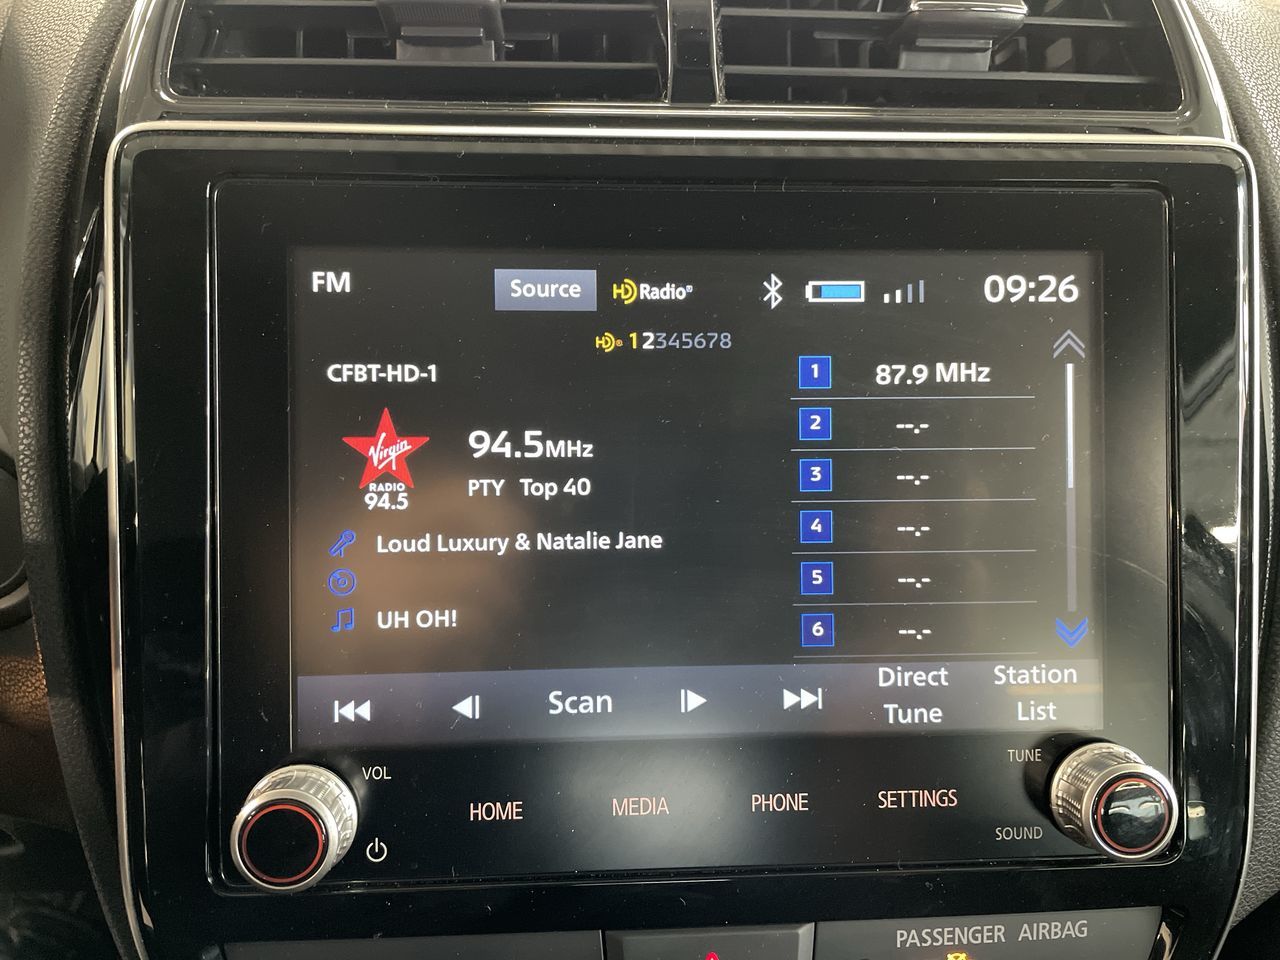 FM
Source
HD Radio®
09:26
HD® 12345678
CFBT-HD-1
Virgin
RADIO
94.5
94.5MHz
PTY Top 40
Loud Luxury & Natalie Jane
UH OH!
1 87.9 MHz
2 --.-
3 --.-
4 --.-
5 --.-
6 --.-
Scan
Direct
Tune
Station
List
VOL
HOME
MEDIA
PHONE
SETTINGS
TUNE
SOUND
PASSENGER AIRBAG